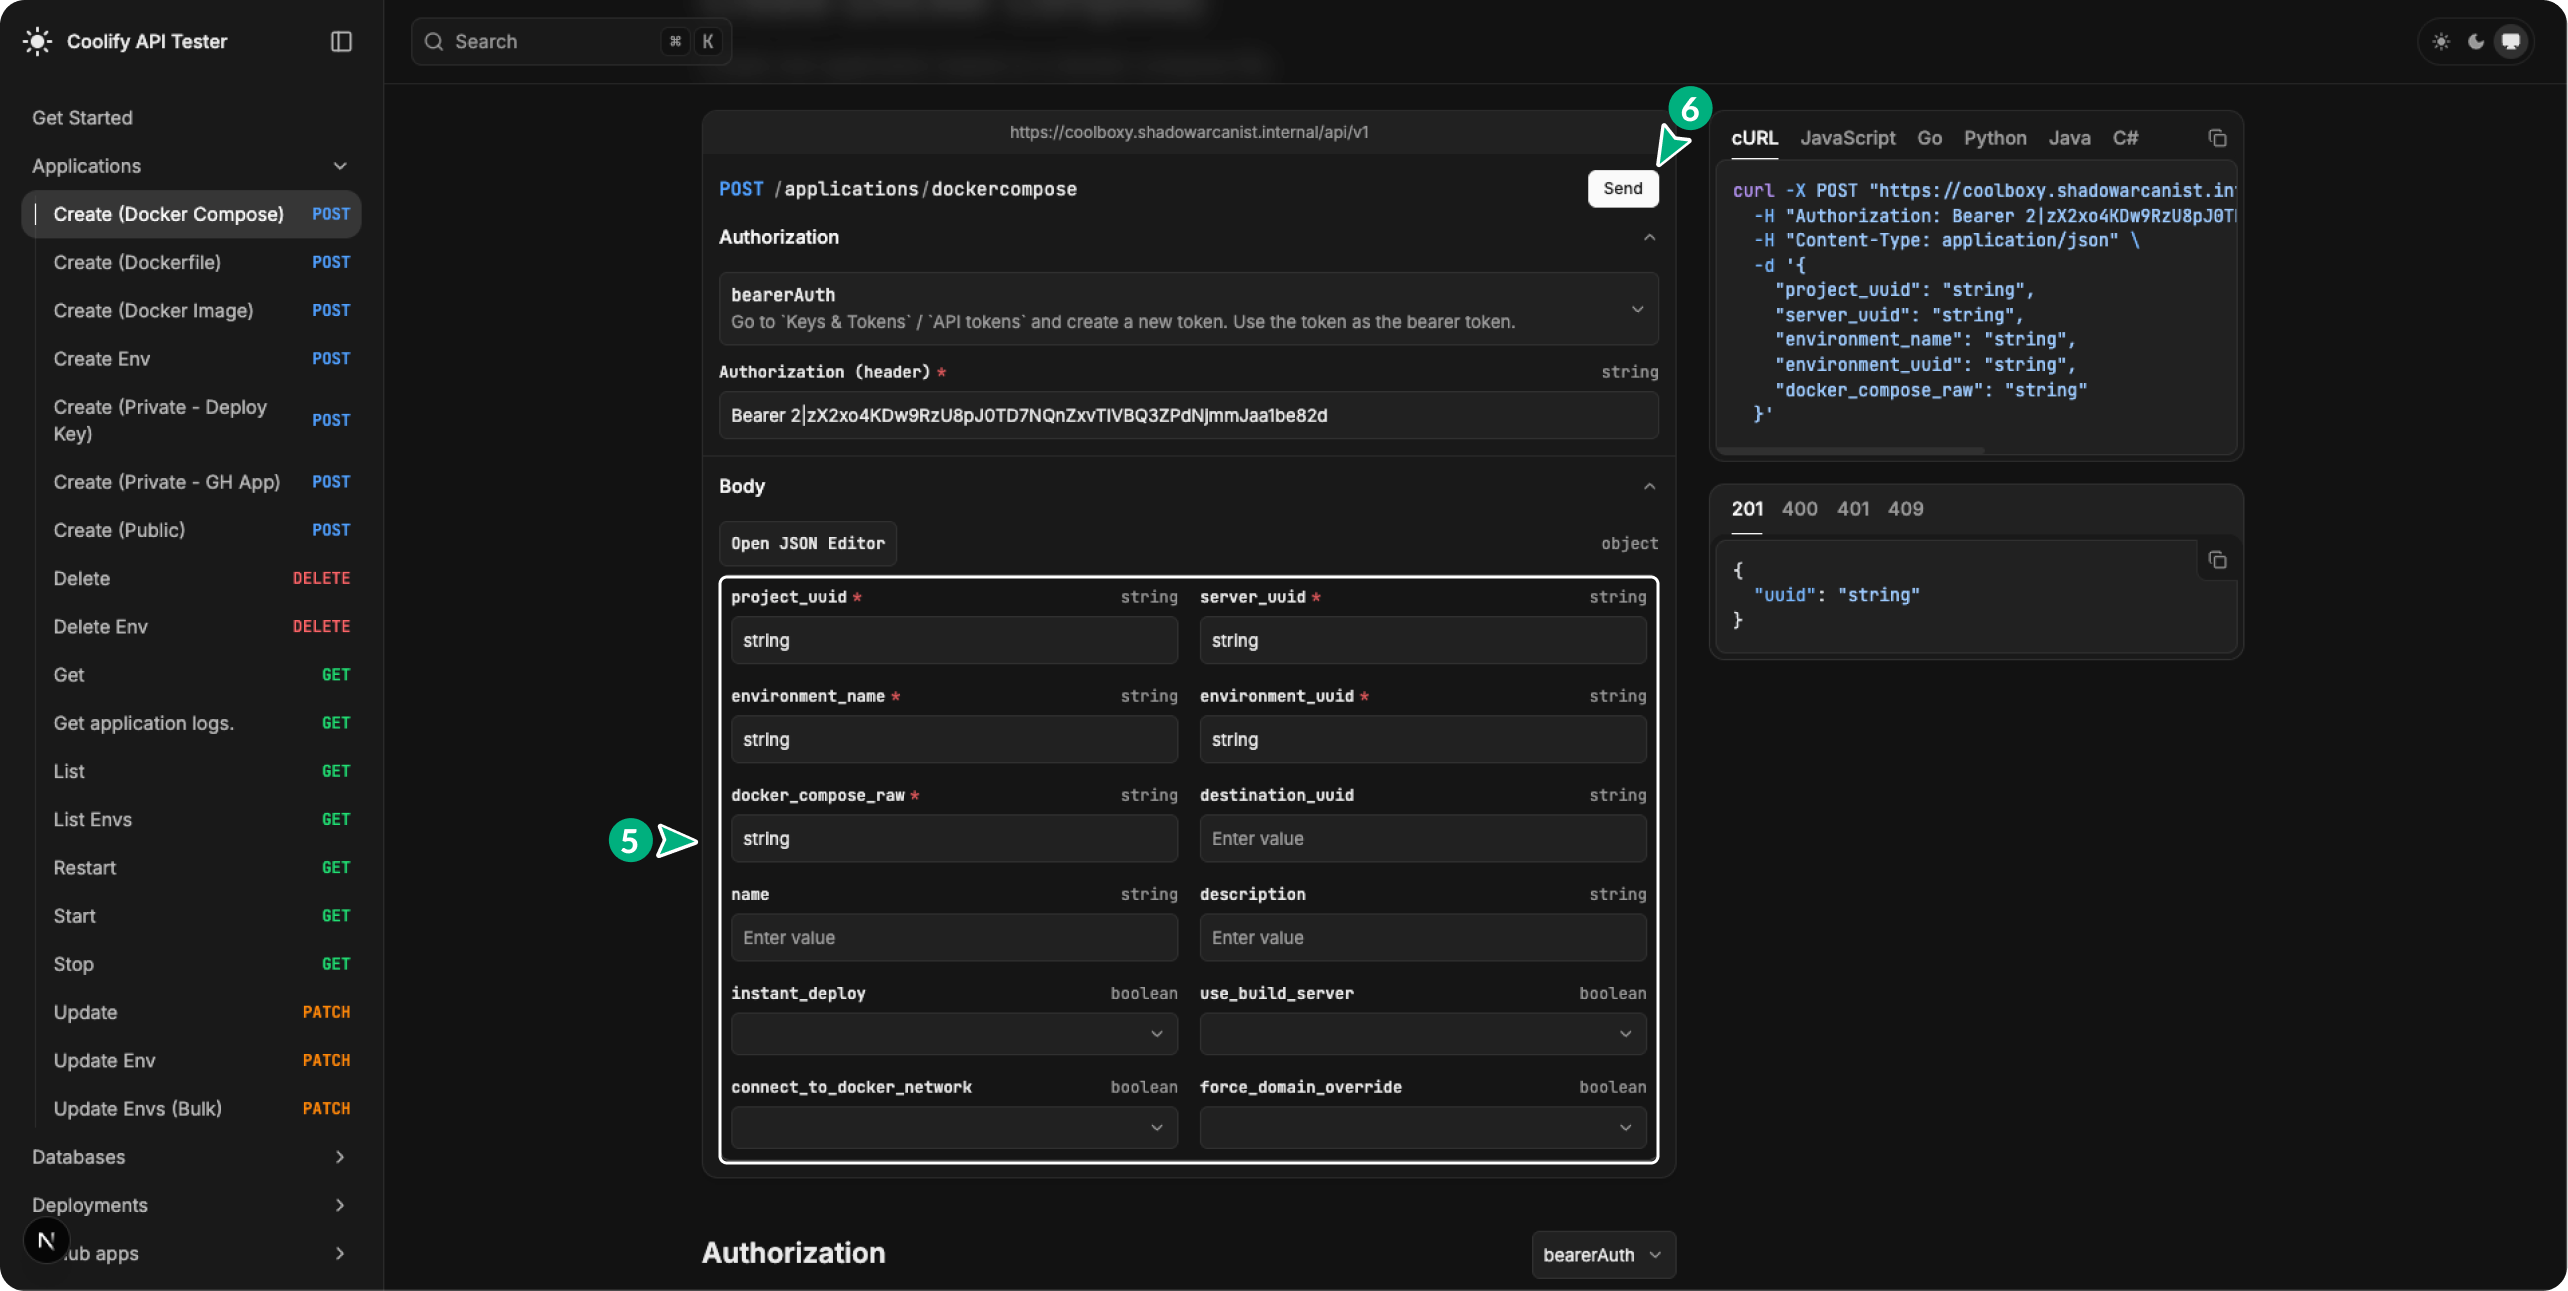 Coolify API Tester
Search
⌘ K
Get Started
Applications
Create (Docker Compose) POST
Create (Dockerfile) POST
Create (Docker Image) POST
Create Env POST
Create (Private - Deploy
Key) POST
Create (Private - GH App) POST
Create (Public) POST
Delete DELETE
Delete Env DELETE
Get GET
Get application logs. GET
List GET
List Envs GET
Restart GET
Start GET
Stop GET
Update PATCH
Update Env PATCH
Update Envs (Bulk) PATCH
Databases
Deployments
N
ub apps
https://coolboxy.shadowarcanist.internal/api/v1
6
POST /applications/dockercompose
Send
Authorization
bearerAuth
Go to `Keys & Tokens` / `API tokens` and create a new token. Use the token as the bearer token.
Authorization (header) * string
Bearer 2|zX2xo4KDw9RzU8pJ0TD7NQnZxvTIVBQ3ZPdNjmmJaa1be82d
Body
Open JSON Editor object
project_uuid * string server_uuid * string
string string
environment_name * string environment_uuid * string
string string
docker_compose_raw * string destination_uuid string
5
string Enter value
name string description string
Enter value Enter value
instant_deploy boolean use_build_server boolean
connect_to_docker_network boolean force_domain_override boolean
Authorization
bearerAuth
cURL JavaScript Go Python Java C#
curl -X POST "https://coolboxy.shadowarcanist.in
-H "Authorization: Bearer 2|zX2xo4KDw9RzU8pJ0T
-H "Content-Type: application/json" \
-d '{
"project_uuid": "string",
"server_uuid": "string",
"environment_name": "string",
"environment_uuid": "string",
"docker_compose_raw": "string"
}'
201 400 401 409
{
"uuid": "string"
}